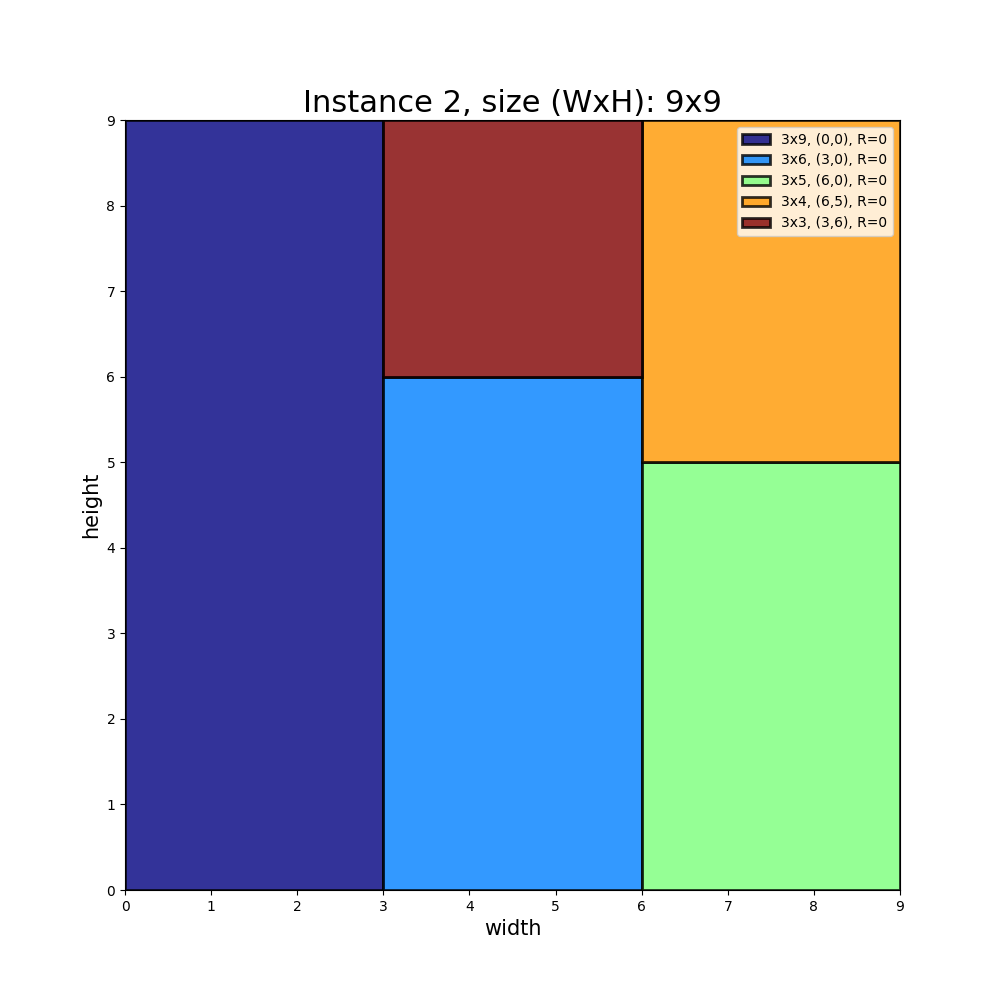 Instance 2, size (WxH): 9x9
3x9, (0,0), R=0
3x6, (3,0), R=0
3x5, (6,0), R=0
3x4, (6,5), R=0
3x3, (3,6), R=0
9
8
7
6
5
4
3
2
1
0
height
0 1 2 3 4 5 6 7 8 9
width